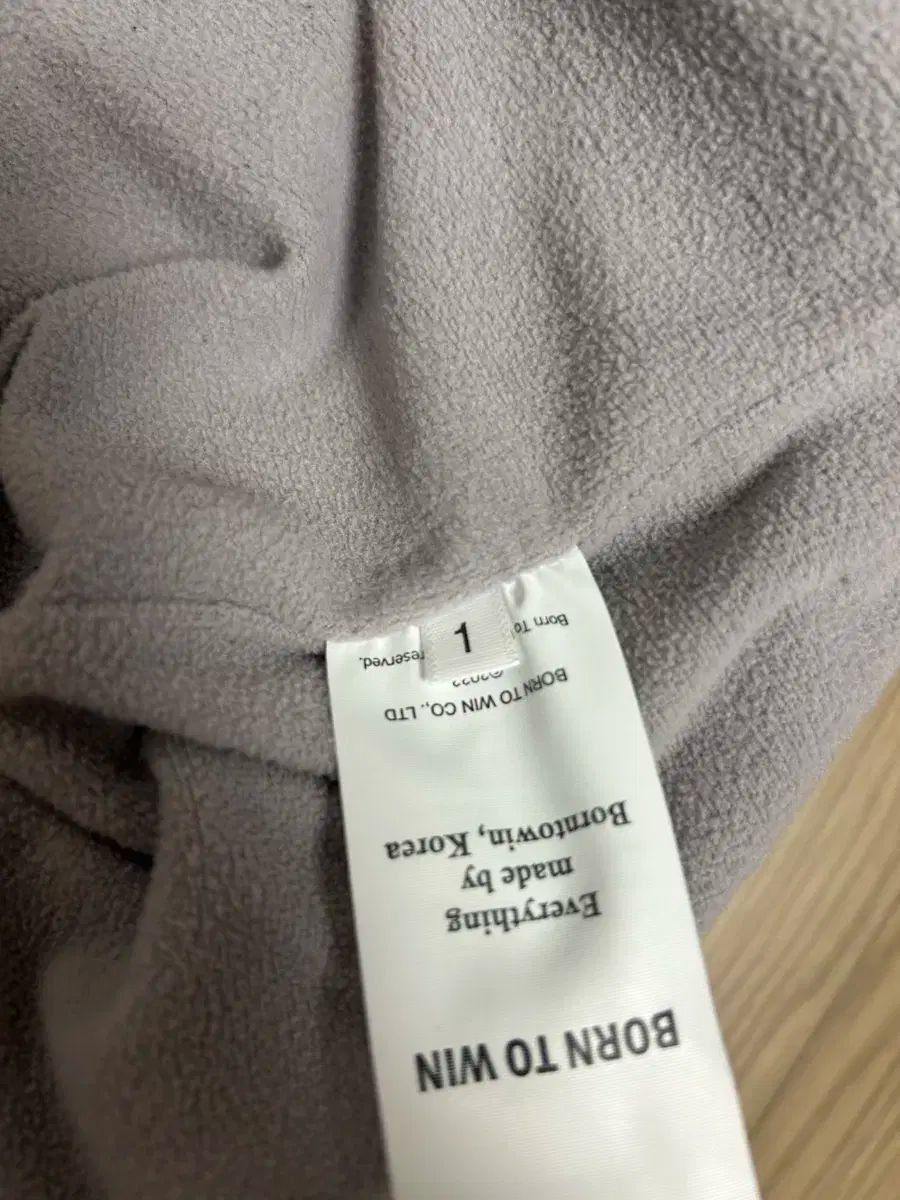 BORN TO WIN
Everything
made by
Borntowin, Korea
BORN TO WIN CO., LTD
©2022
Born To reserved.
1